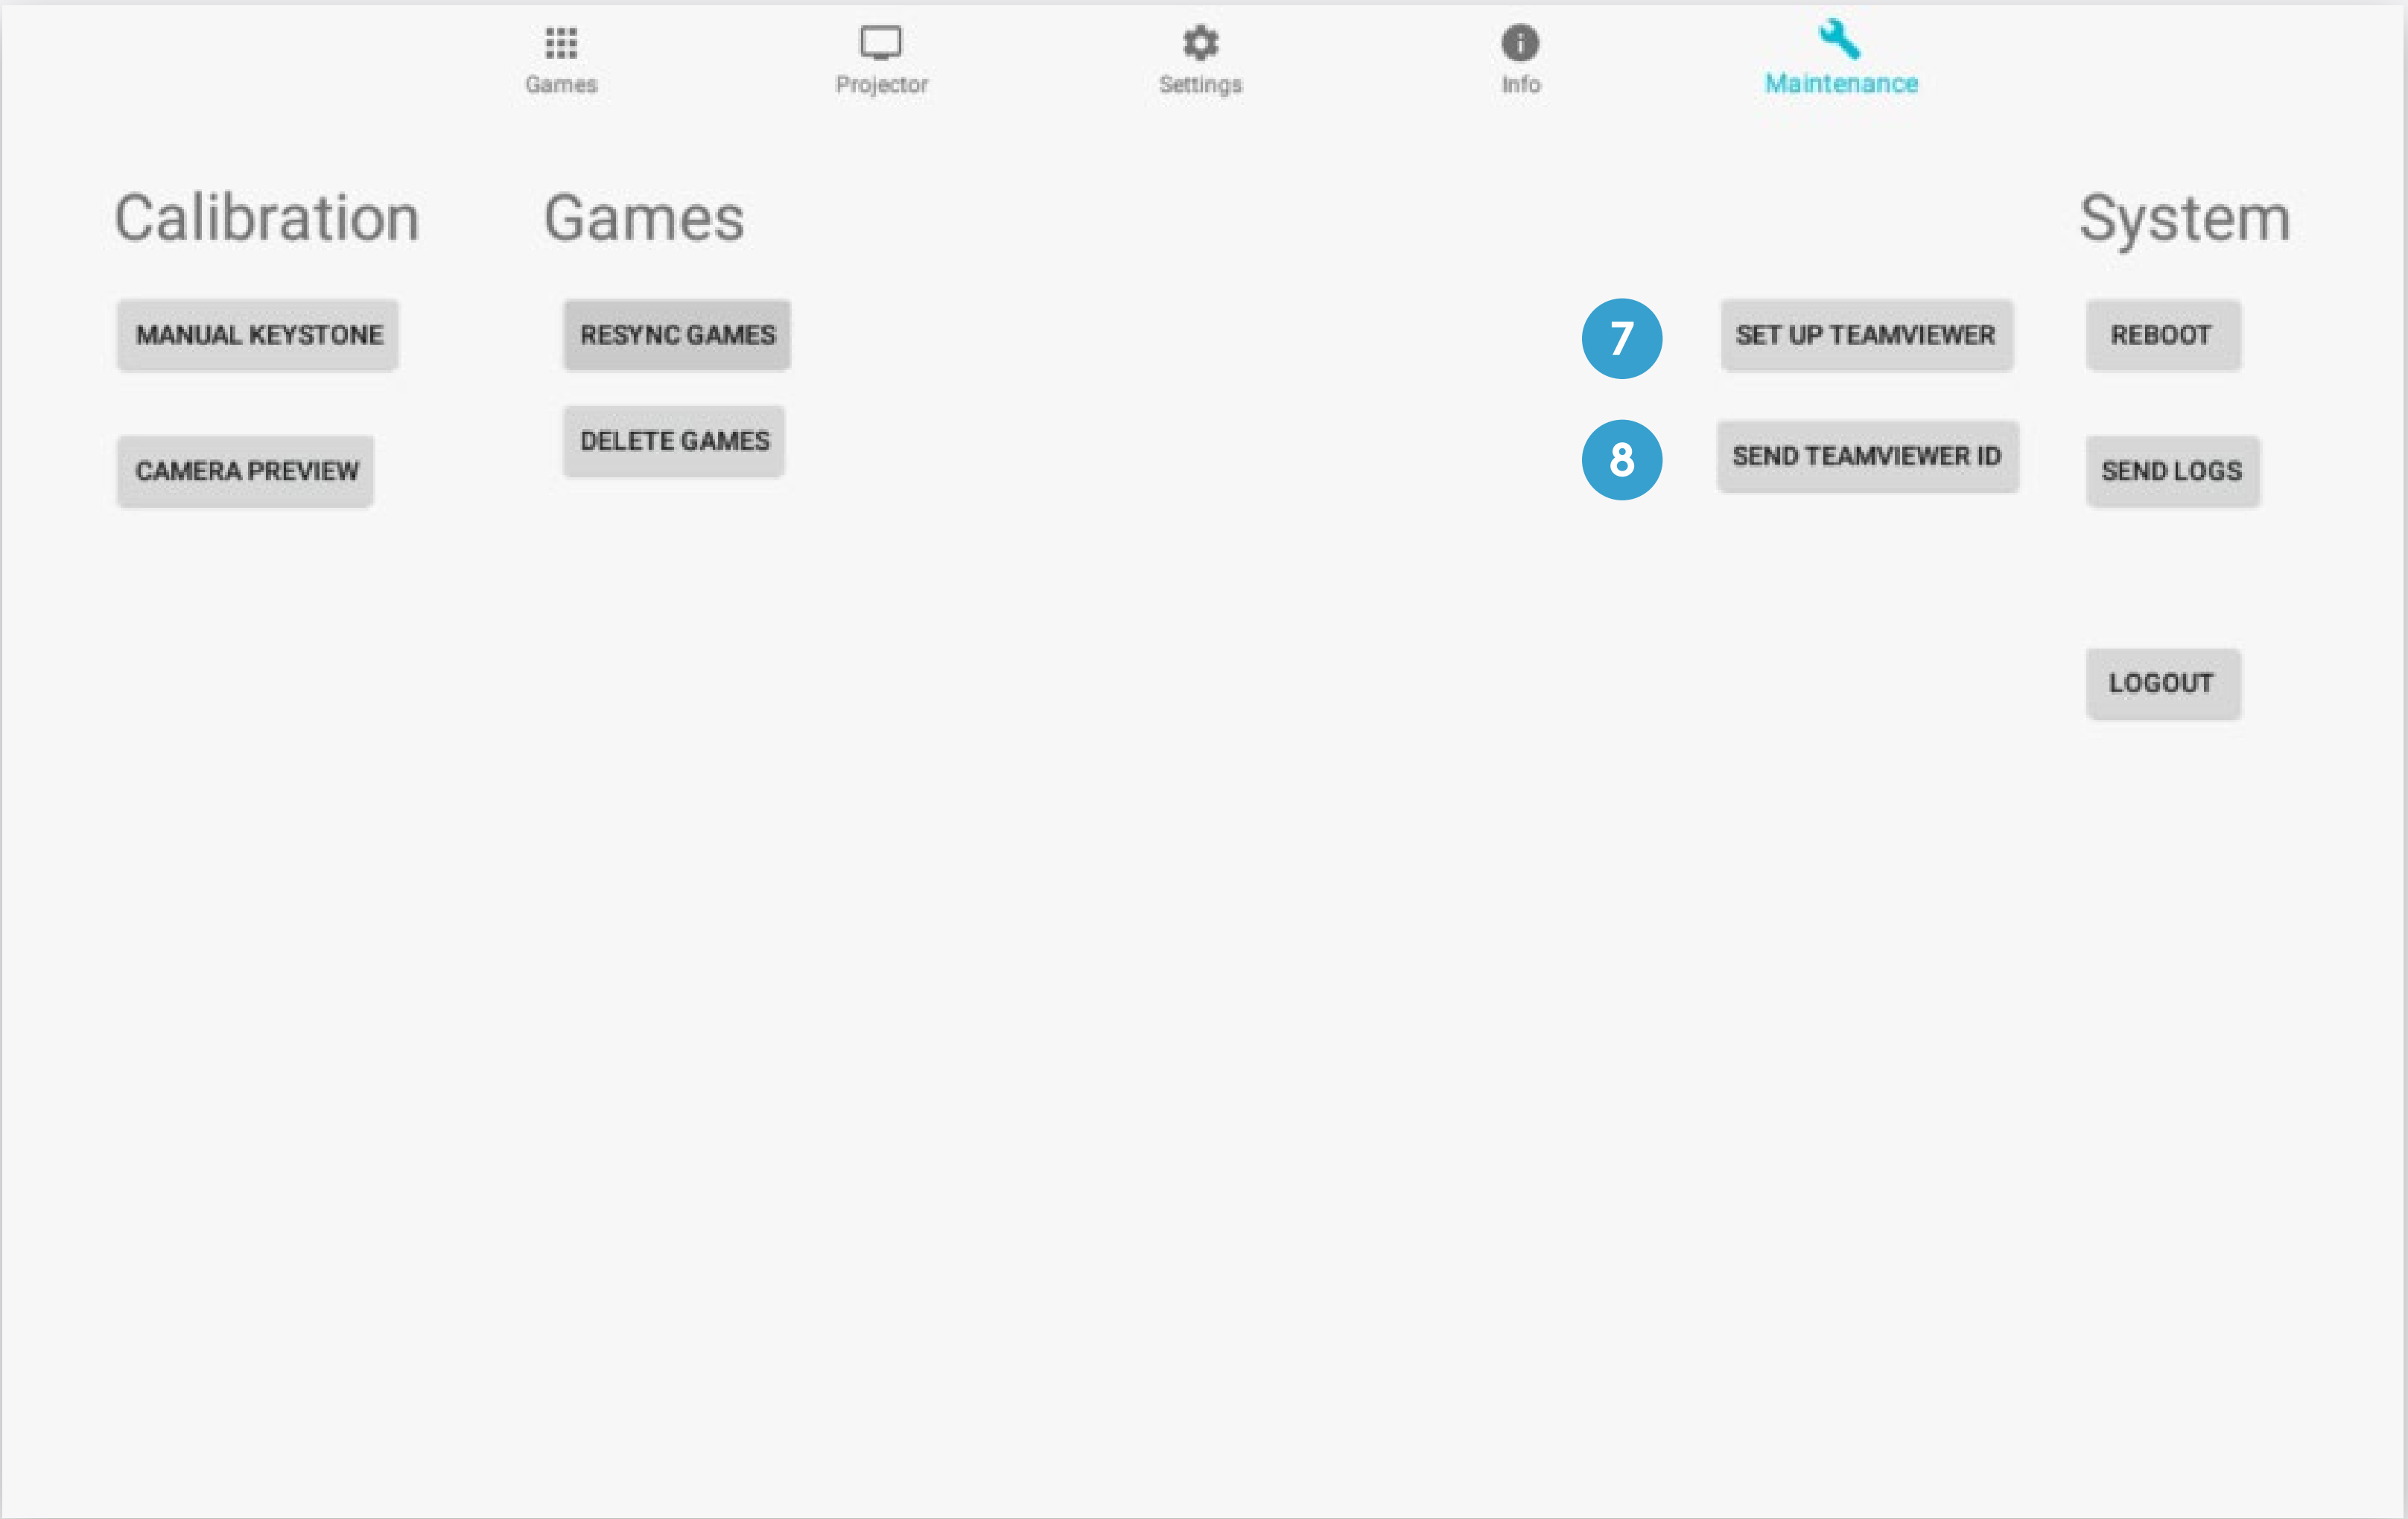 Games
Projector
Settings
Info
Maintenance
Calibration
Games
System
MANUAL KEYSTONE
RESYNC GAMES
7
SET UP TEAMVIEWER
REBOOT
CAMERA PREVIEW
DELETE GAMES
8
SEND TEAMVIEWER ID
SEND LOGS
LOGOUT